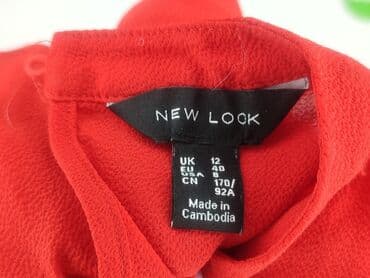 NEW LOOK
UK 12
EU 40
USA 8
CN 170/
92A
Made in
Cambodia